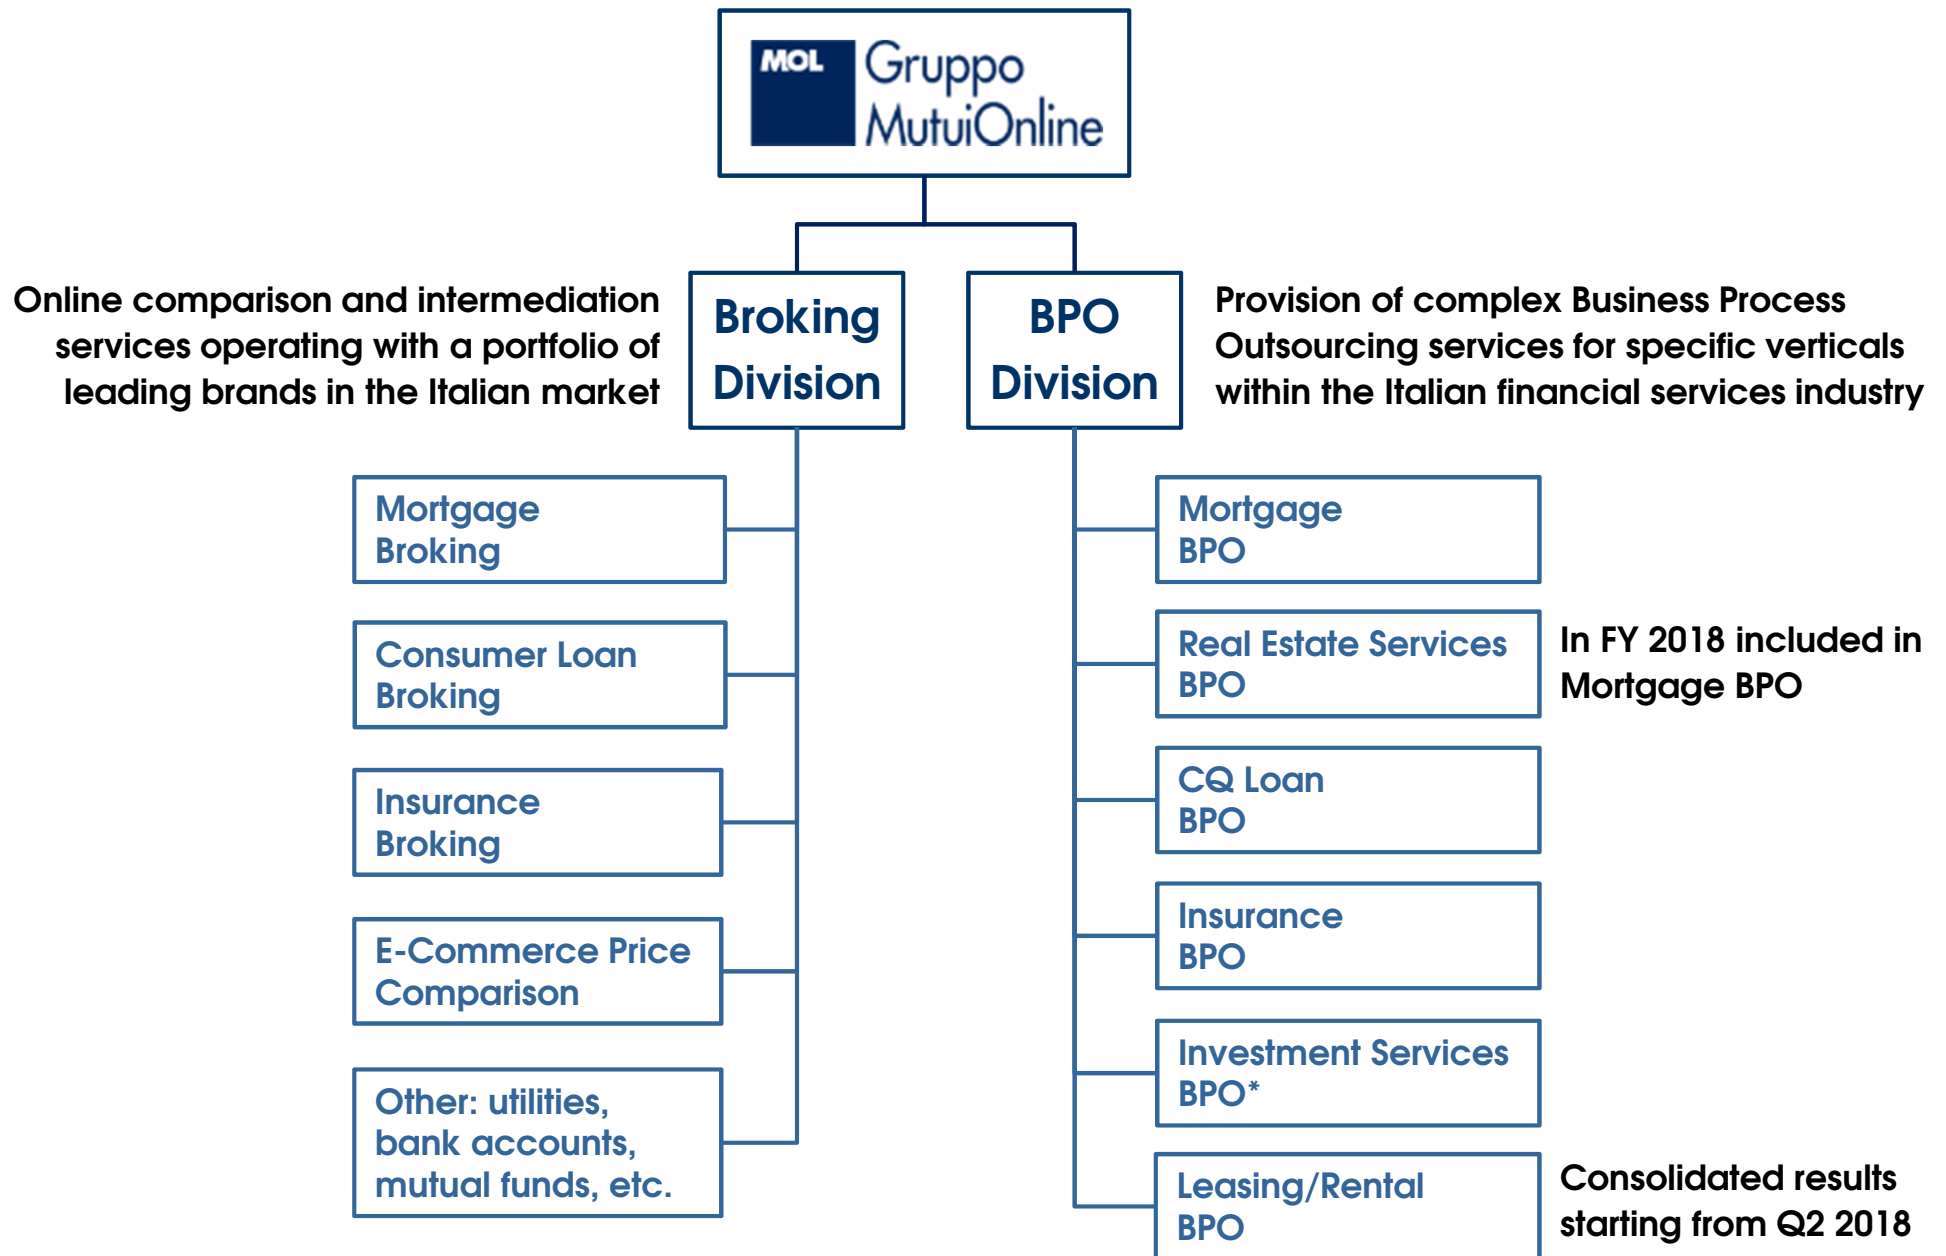 MOL
Gruppo
MutuiOnline
Online comparison and intermediation
services operating with a portfolio of
leading brands in the Italian market
Broking
Division
BPO
Division
Provision of complex Business Process
Outsourcing services for specific verticals
within the Italian financial services industry
Mortgage
Broking
Consumer Loan
Broking
Insurance
Broking
E-Commerce Price
Comparison
Other: utilities,
bank accounts,
mutual funds, etc.
Mortgage
BPO
Real Estate Services
BPO
In FY 2018 included in
Mortgage BPO
CQ Loan
BPO
Insurance
BPO
Investment Services
BPO*
Leasing/Rental
BPO
Consolidated results
starting from Q2 2018